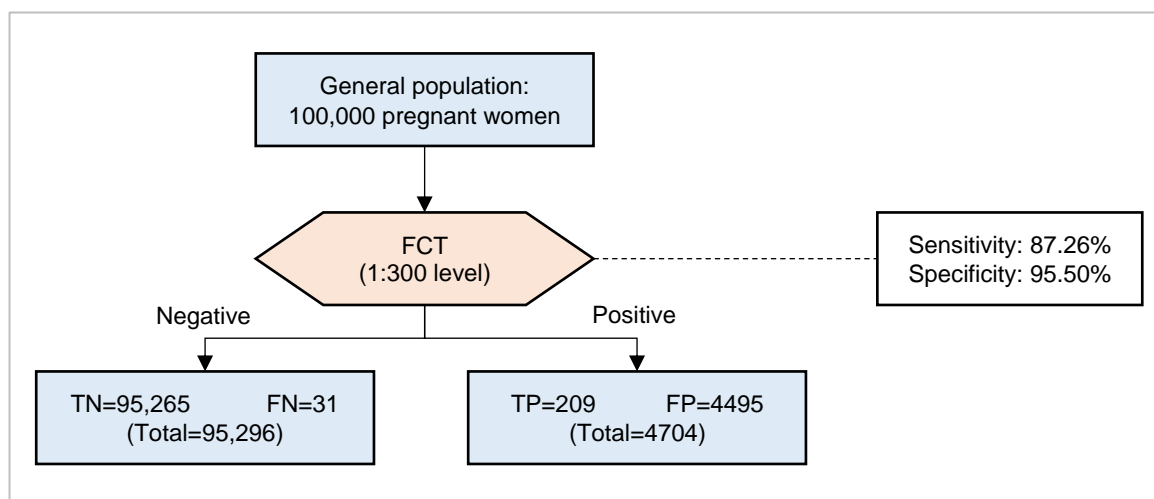 General population:
100,000 pregnant women
FCT
(1:300 level)
Sensitivity: 87.26%
Specificity: 95.50%
Negative
Positive
TN=95,265 FN=31
(Total=95,296)
TP=209 FP=4495
(Total=4704)